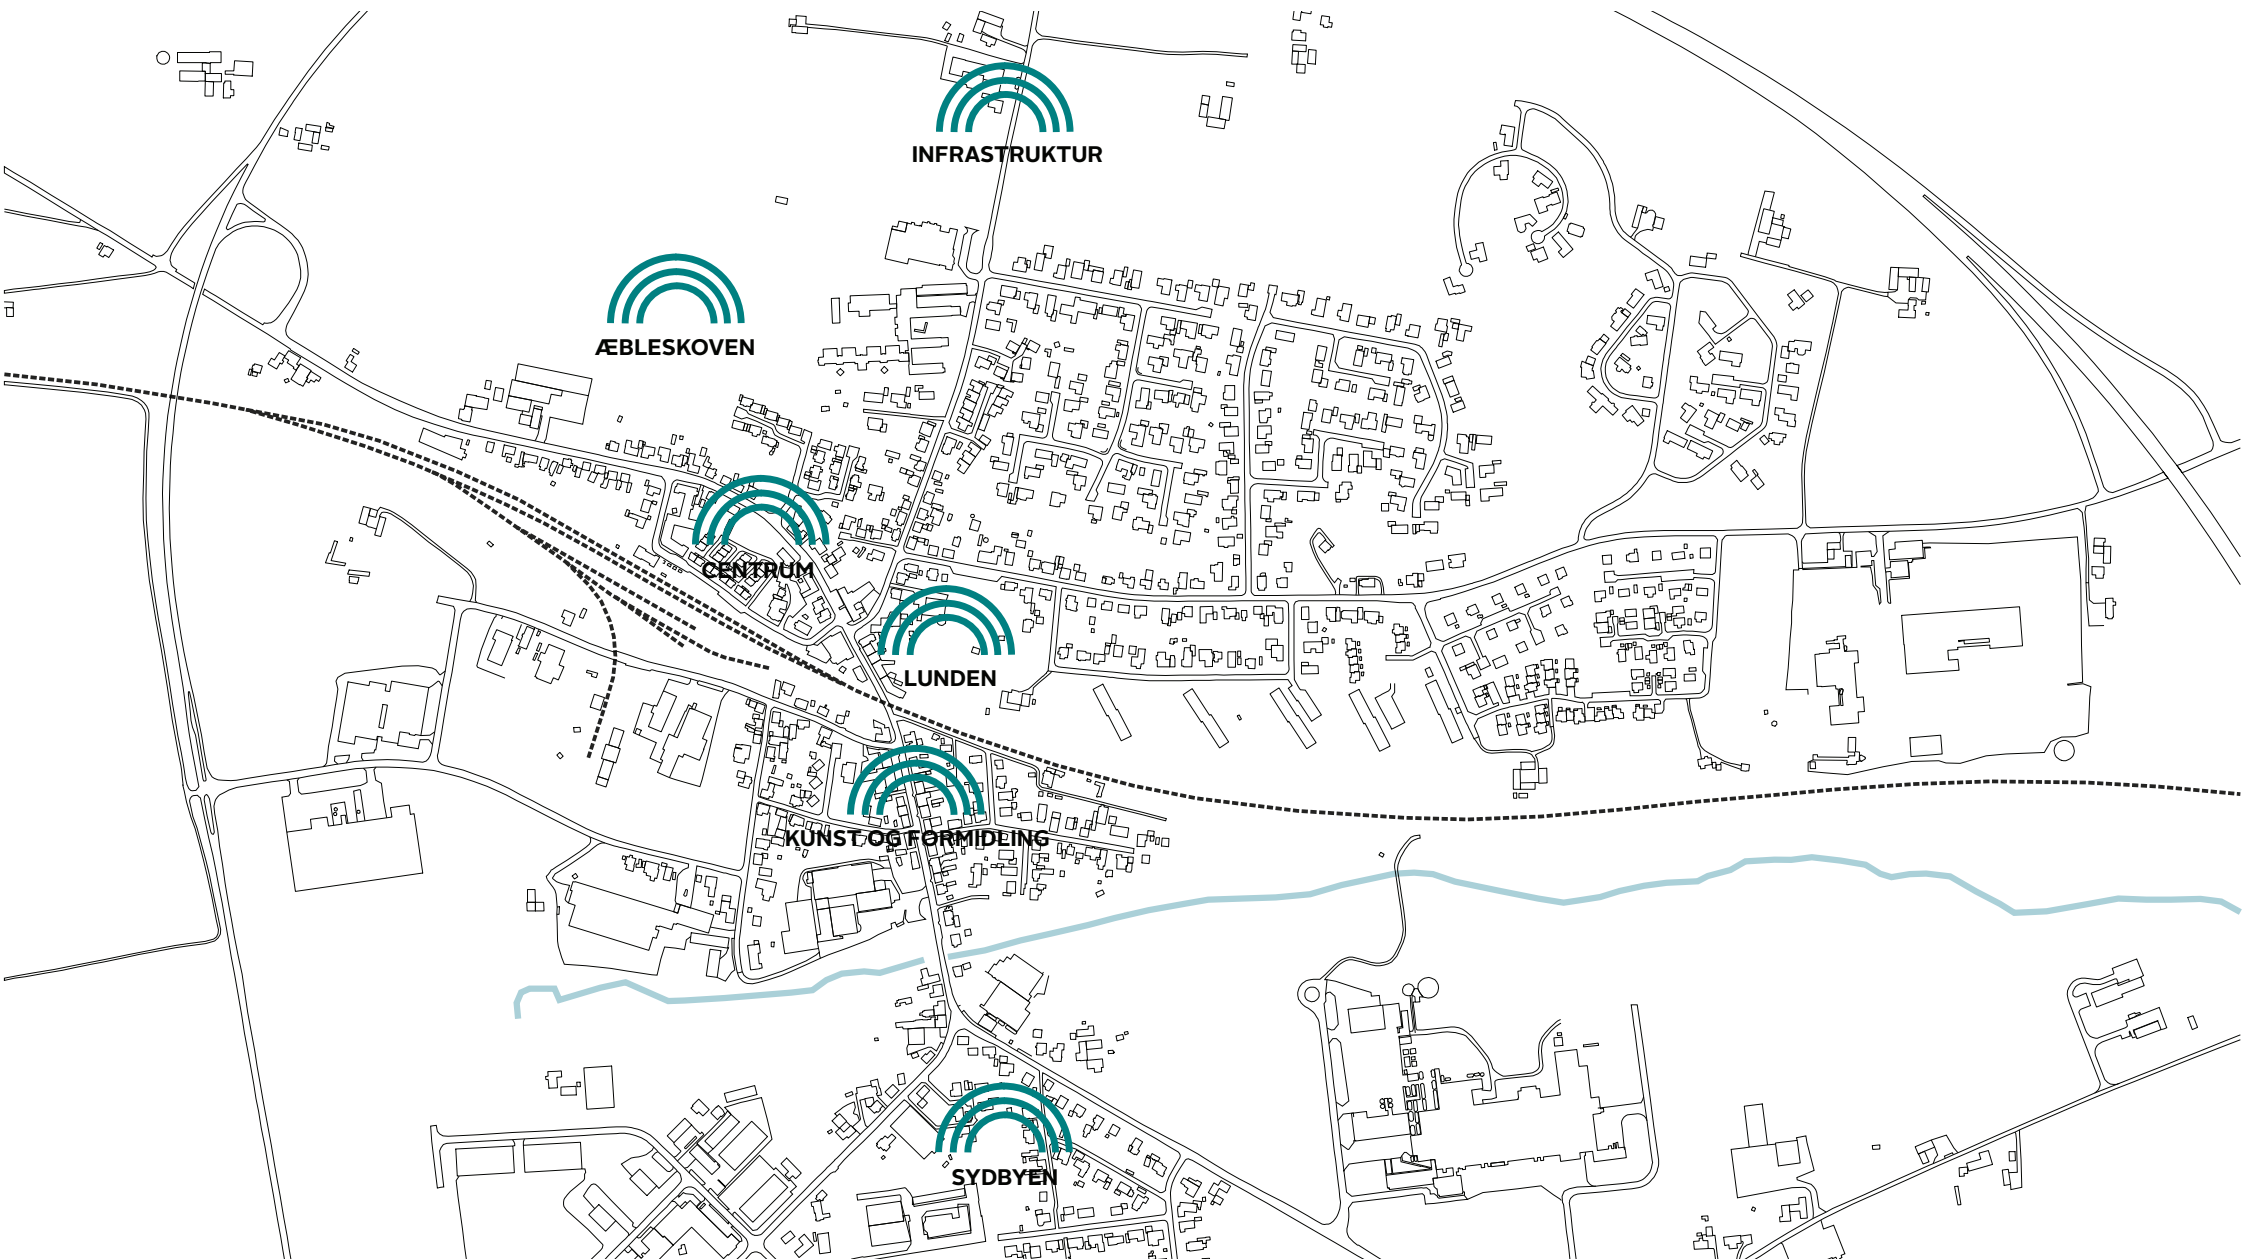 INFRASTRUKTUR
ÆBLESKOVEN
CENTRUM
LUNDEN
KUNST OG FORMIDLING
SYDBYEN